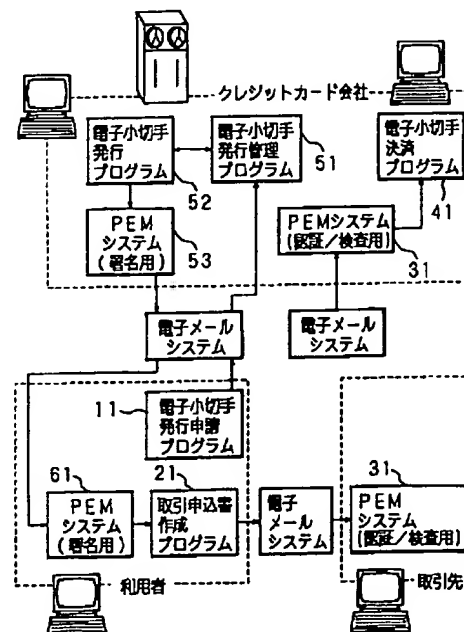 クレジットカード会社
電子小切手
発行
プログラム
52
電子小切手
発行管理
プログラム
51
電子小切手
決済
プログラム
41
PEM
システム
(署名用)
53
PEMシステム
(認証/検査用)
31
電子メール
システム
電子メール
システム
11
電子小切手
発行申請
プログラム
61
PEM
システム
(署名用)
21
取引申込書
作成
プログラム
電子
メール
システム
31
PEM
システム
(認証/検査用)
利用者
取引先